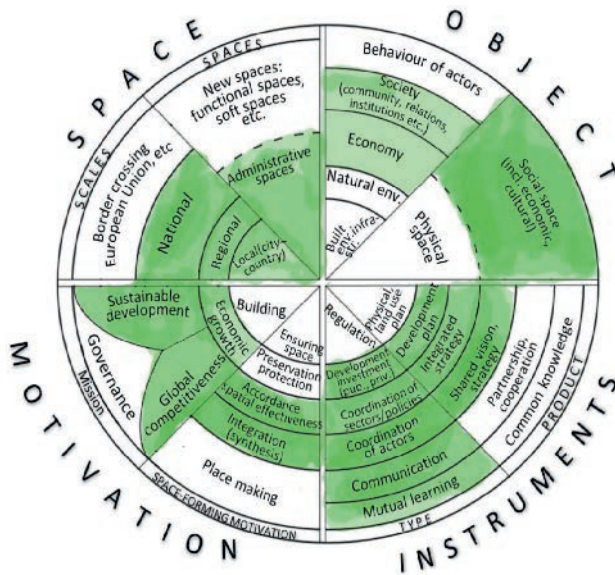 SPACE
OBJECT
MOTIVATION
INSTRUMENTS
SPACES
New spaces:
functional spaces,
soft spaces
etc.
Administrative
spaces
SCALES
Border crossing
European Union, etc
National
Regional
Local(city–
country)
Behaviour of actors
Society
(community, relations,
institutions etc.)
Economy
Natural env.
Built
env.infra-
str.
Social space
(incl. economic,
cultural)
Physical
space
Mission
Governance
Sustainable
development
Global
competitiveness
Economic
growth
Building
Ensuring
space
Preservation
protection
Accordance
spatial effectiveness
Integration
(synthesis)
Place making
SPACE-FORMING MOTIVATION
Regulation
Physical,
land use
plan
Development
plan
Integrated
strategy
Shared vision,
strategy
Partnership,
cooperation
Common knowledge
PRODUCT
Development,
investment
(pub., priv.)
Coordination of
sectors/policies
Coordination
of actors
Communication
Mutual learning
TYPE